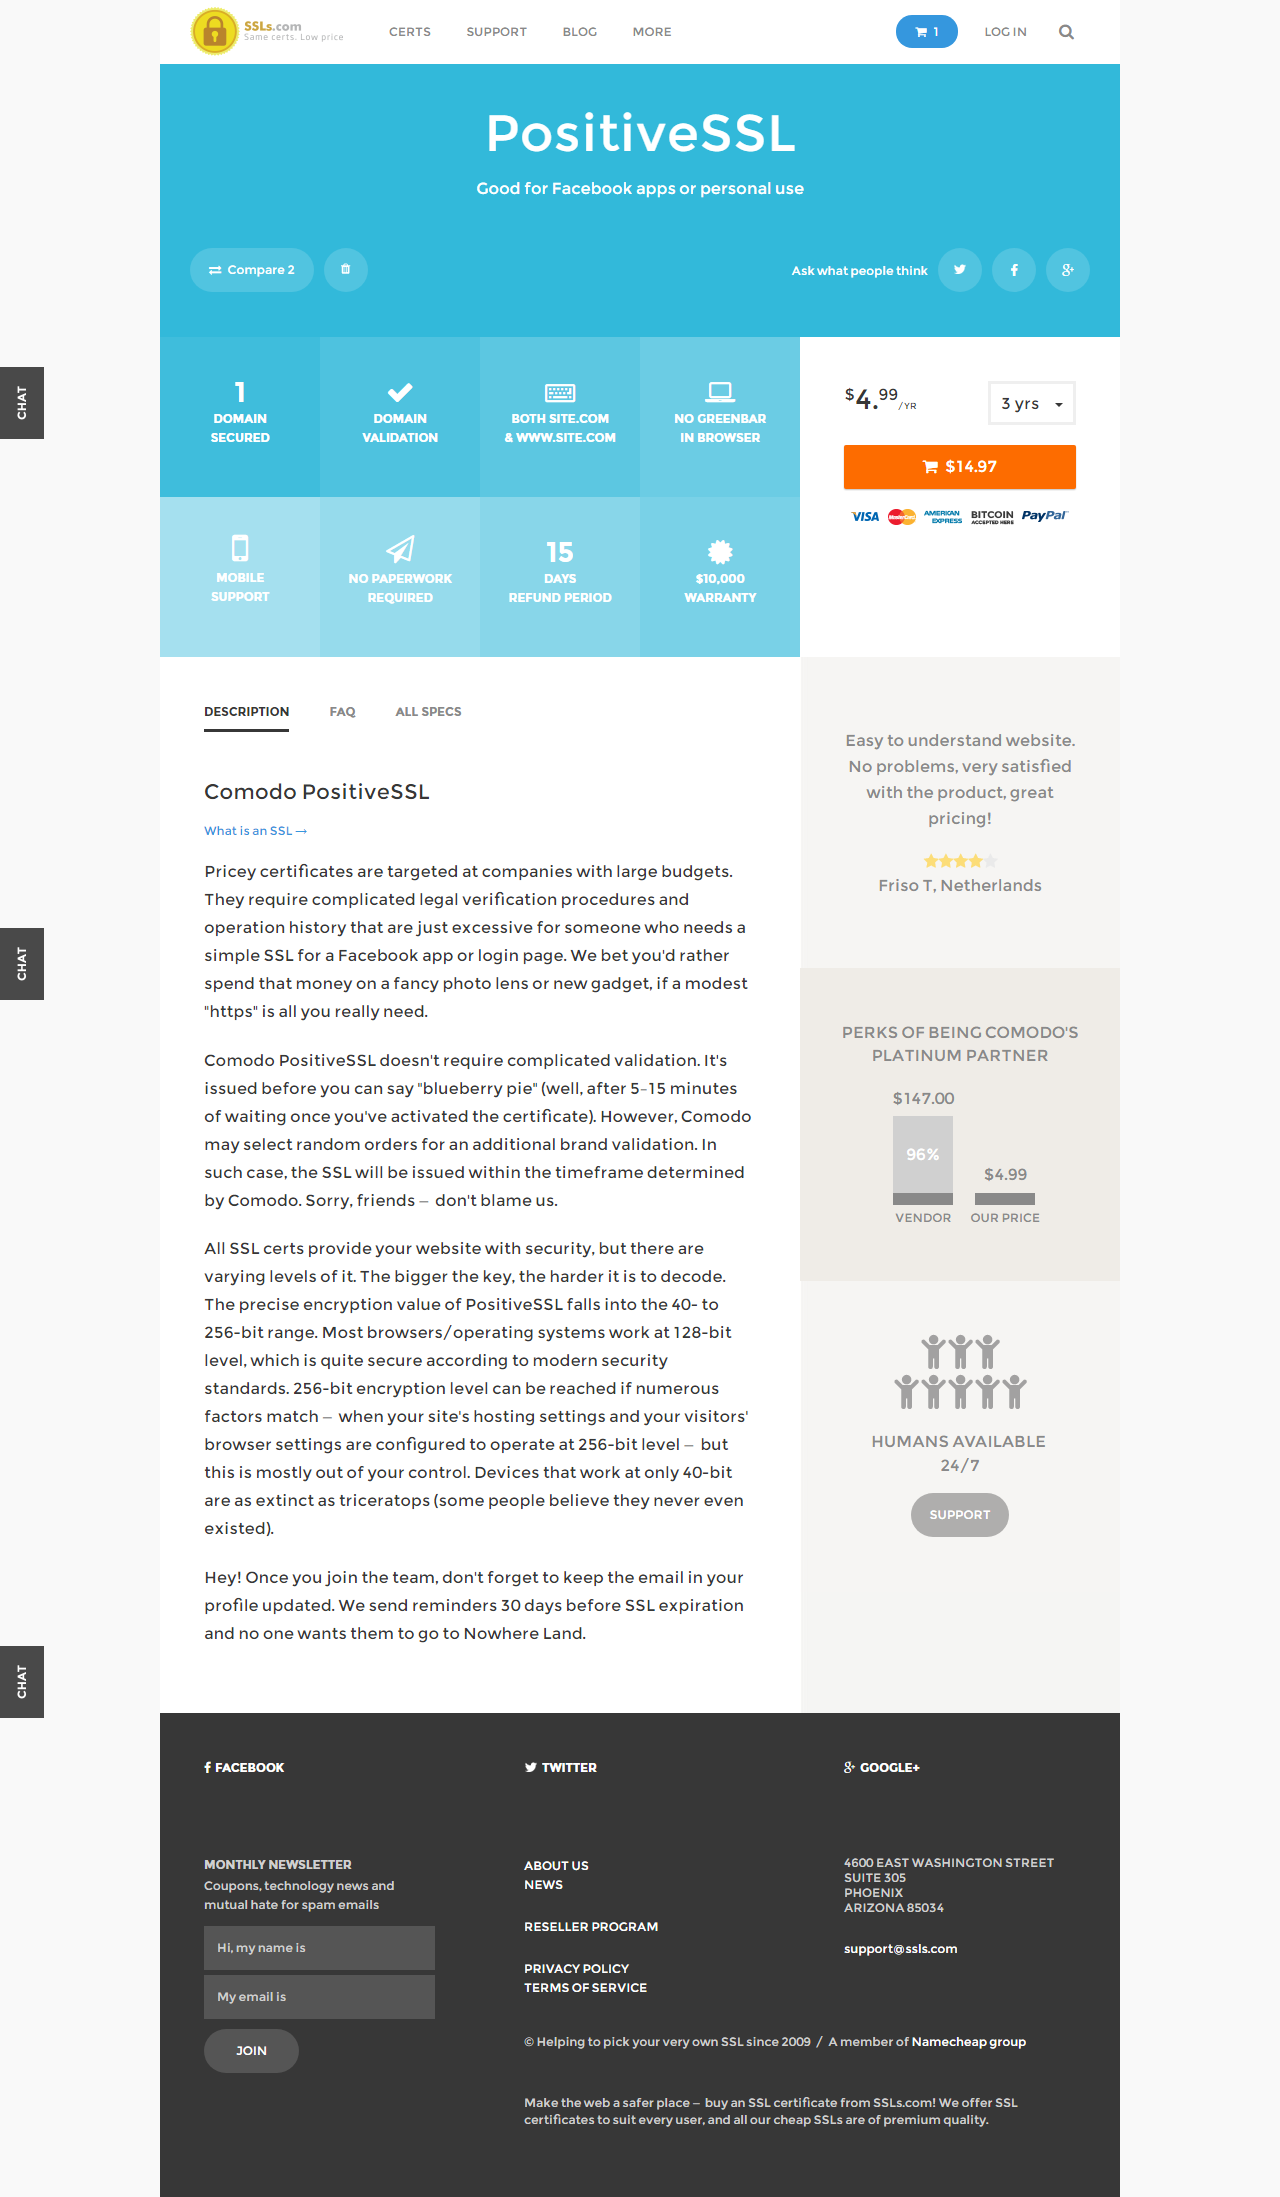 SSLs.com
Same certs. Low price
CERTS
SUPPORT
BLOG
MORE
1
LOG IN
PositiveSSL
Good for Facebook apps or personal use
Compare 2
Ask what people think
CHAT
1
DOMAIN
SECURED
DOMAIN
VALIDATION
BOTH SITE.COM
& WWW.SITE.COM
NO GREENBAR
IN BROWSER
$4.99/YR
3 yrs
$14.97
VISA
MasterCard
AMERICAN
EXPRESS
BITCOIN
ACCEPTED HERE
PayPal
MOBILE
SUPPORT
NO PAPERWORK
REQUIRED
15
DAYS
REFUND PERIOD
$10,000
WARRANTY
DESCRIPTION
FAQ
ALL SPECS
Comodo PositiveSSL
What is an SSL →
Pricey certificates are targeted at companies with large budgets.
They require complicated legal verification procedures and
operation history that are just excessive for someone who needs a
simple SSL for a Facebook app or login page. We bet you'd rather
spend that money on a fancy photo lens or new gadget, if a modest
"https" is all you really need.
Comodo PositiveSSL doesn't require complicated validation. It's
issued before you can say "blueberry pie" (well, after 5–15 minutes
of waiting once you've activated the certificate). However, Comodo
may select random orders for an additional brand validation. In
such case, the SSL will be issued within the timeframe determined
by Comodo. Sorry, friends — don't blame us.
All SSL certs provide your website with security, but there are
varying levels of it. The bigger the key, the harder it is to decode.
The precise encryption value of PositiveSSL falls into the 40- to
256-bit range. Most browsers/operating systems work at 128-bit
level, which is quite secure according to modern security
standards. 256-bit encryption level can be reached if numerous
factors match — when your site's hosting settings and your visitors'
browser settings are configured to operate at 256-bit level — but
this is mostly out of your control. Devices that work at only 40-bit
are as extinct as triceratops (some people believe they never even
existed).
Hey! Once you join the team, don't forget to keep the email in your
profile updated. We send reminders 30 days before SSL expiration
and no one wants them to go to Nowhere Land.
Easy to understand website.
No problems, very satisfied
with the product, great
pricing!
Friso T, Netherlands
CHAT
PERKS OF BEING COMODO'S
PLATINUM PARTNER
$147.00
96%
$4.99
VENDOR
OUR PRICE
HUMANS AVAILABLE
24/7
SUPPORT
CHAT
FACEBOOK
TWITTER
GOOGLE+
MONTHLY NEWSLETTER
Coupons, technology news and
mutual hate for spam emails
Hi, my name is
My email is
JOIN
ABOUT US
NEWS
RESELLER PROGRAM
PRIVACY POLICY
TERMS OF SERVICE
4600 EAST WASHINGTON STREET
SUITE 305
PHOENIX
ARIZONA 85034
support@ssls.com
© Helping to pick your very own SSL since 2009 / A member of Namecheap group
Make the web a safer place — buy an SSL certificate from SSLs.com! We offer SSL
certificates to suit every user, and all our cheap SSLs are of premium quality.